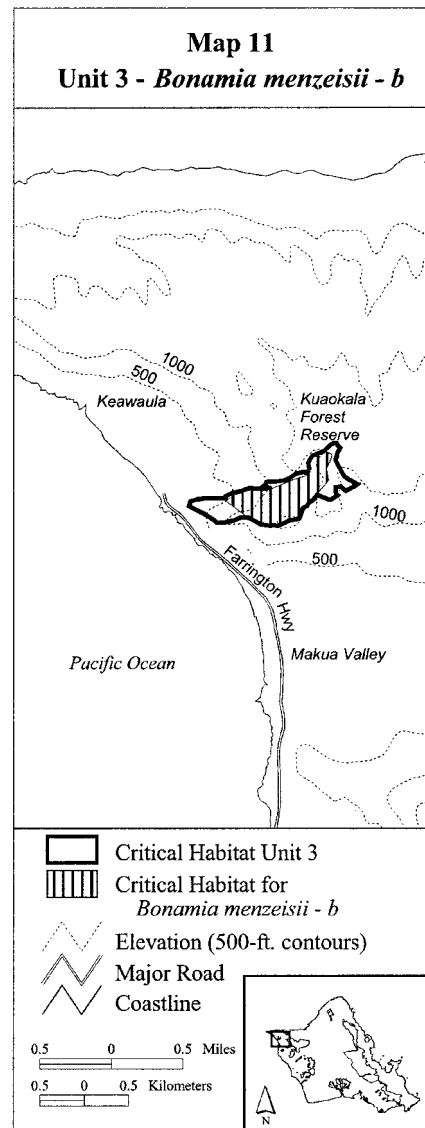 Map 11
Unit 3 - Bonamia menzeisii - b
1000
500
Keawaula
Kuaokala
Forest
Reserve
1000
500
Farrington Hwy
Makua Valley
Pacific Ocean
Critical Habitat Unit 3
Critical Habitat for
Bonamia menzeisii - b
Elevation (500-ft. contours)
Major Road
Coastline
0.5 0 0.5 Miles
0.5 0 0.5 Kilometers
N